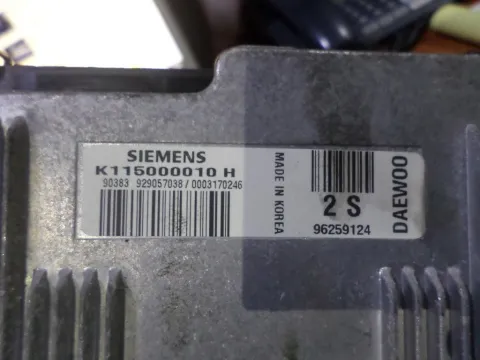 SIEMENS
K115000010 H
90383 929057038 / 0003170246
MADE IN KOREA
2 S
96259124
DAEWOO